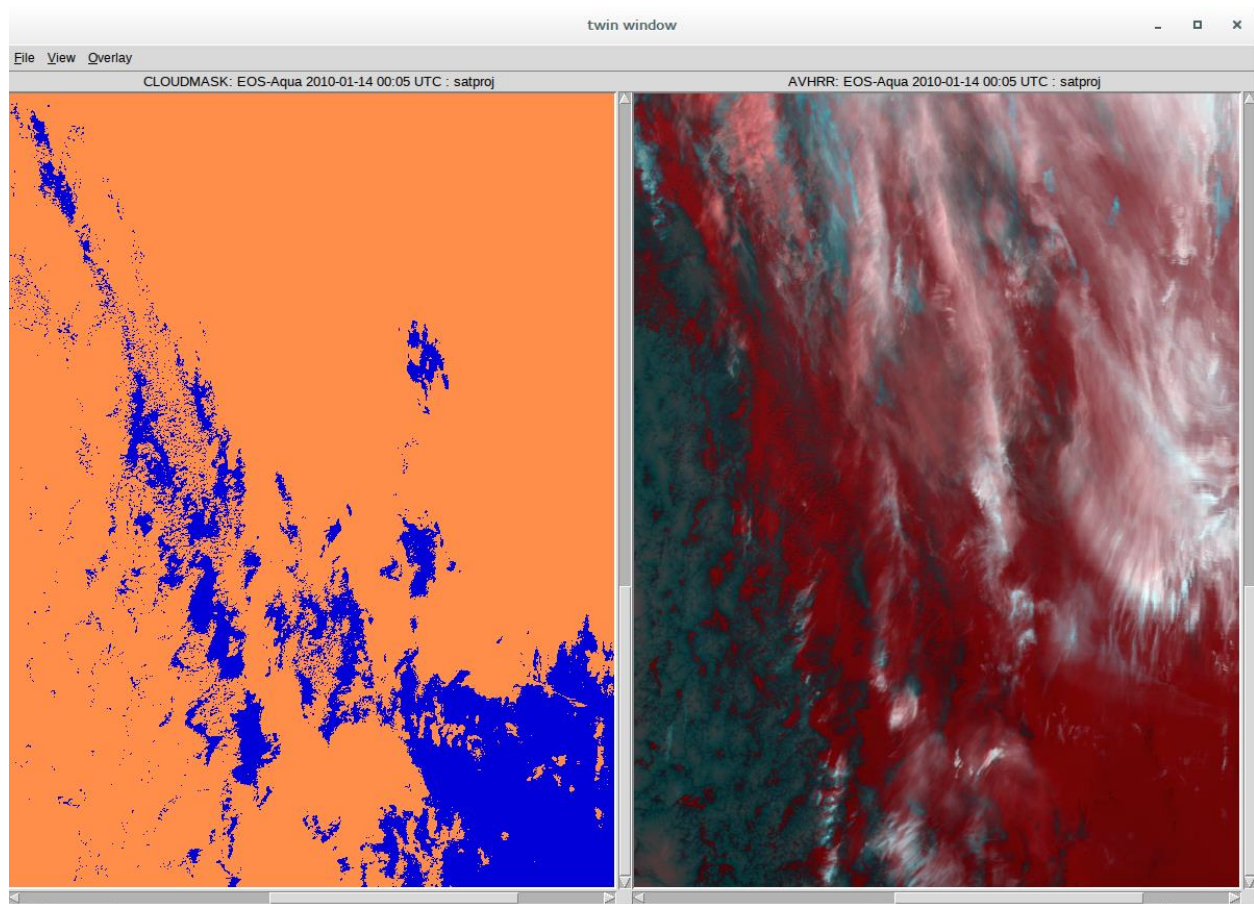 twin window
File View Overlay
CLOUDMASK: EOS-Aqua 2010-01-14 00:05 UTC : satproj
AVHRR: EOS-Aqua 2010-01-14 00:05 UTC : satproj